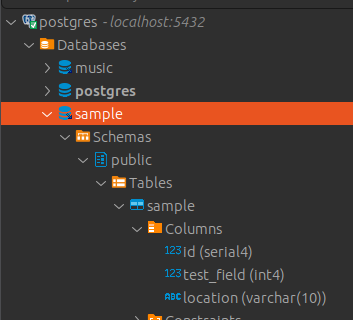 postgres - localhost:5432
Databases
music
postgres
sample
Schemas
public
Tables
sample
Columns
123 id (serial4)
123 test_field (int4)
ABC location (varchar(10))
Constraints